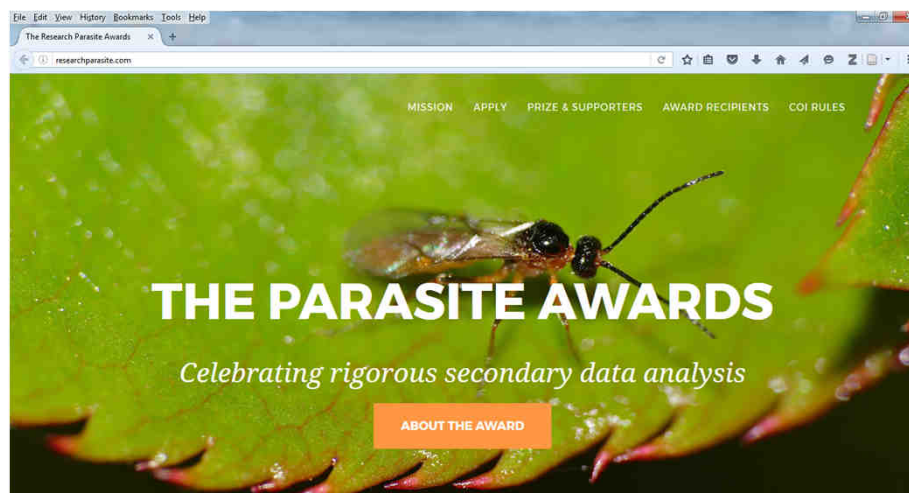 File Edit View History Bookmarks Tools Help
The Research Parasite Awards
researchparasite.com
MISSION APPLY PRIZE & SUPPORTERS AWARD RECIPIENTS COI RULES
THE PARASITE AWARDS
Celebrating rigorous secondary data analysis
ABOUT THE AWARD